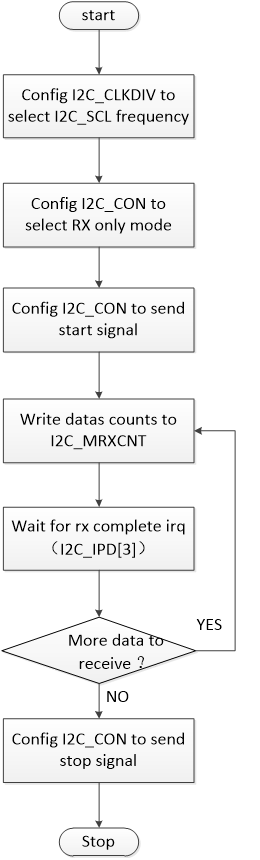 start
Config I2C_CLKDIV to
select I2C_SCL frequency
Config I2C_CON to
select RX only mode
Config I2C_CON to send
start signal
Write datas counts to
I2C_MRXCNT
Wait for rx complete irq
（I2C_IPD[3]）
More data to
receive ？
YES
NO
Config I2C_CON to send
stop signal
Stop